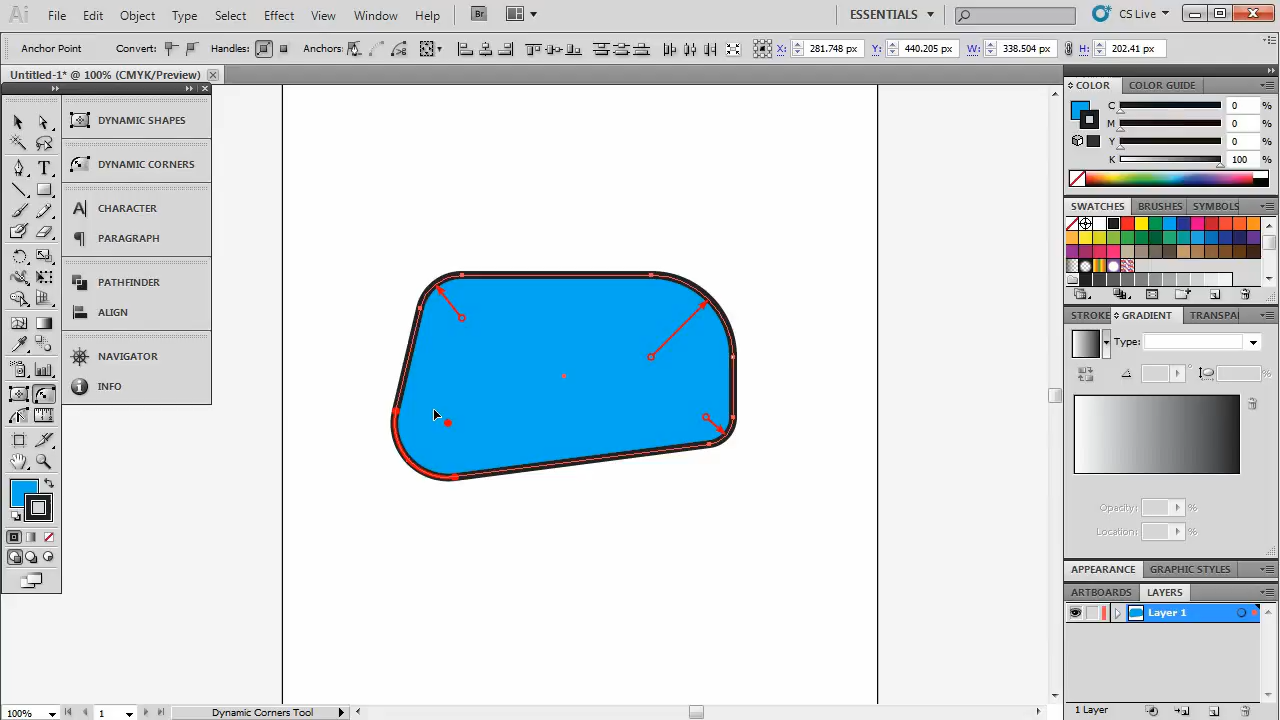 Ai File Edit Object Type Select Effect View Window Help Br ESSENTIALS CS Live
Anchor Point Convert: Handles: Anchors: X: 281.748 px Y: 440.205 px W: 338.504 px H: 202.41 px
Untitled-1* @ 100% (CMYK/Preview)
DYNAMIC SHAPES
DYNAMIC CORNERS
CHARACTER
PARAGRAPH
PATHFINDER
ALIGN
NAVIGATOR
INFO
COLOR COLOR GUIDE
C 0 %
M 0 %
Y 0 %
K 100 %
SWATCHES BRUSHES SYMBOLS
STROKE GRADIENT TRANSPA
Type:
° %
Opacity: %
Location: %
APPEARANCE GRAPHIC STYLES
ARTBOARDS LAYERS
Layer 1
1 Layer
100% 1 Dynamic Corners Tool